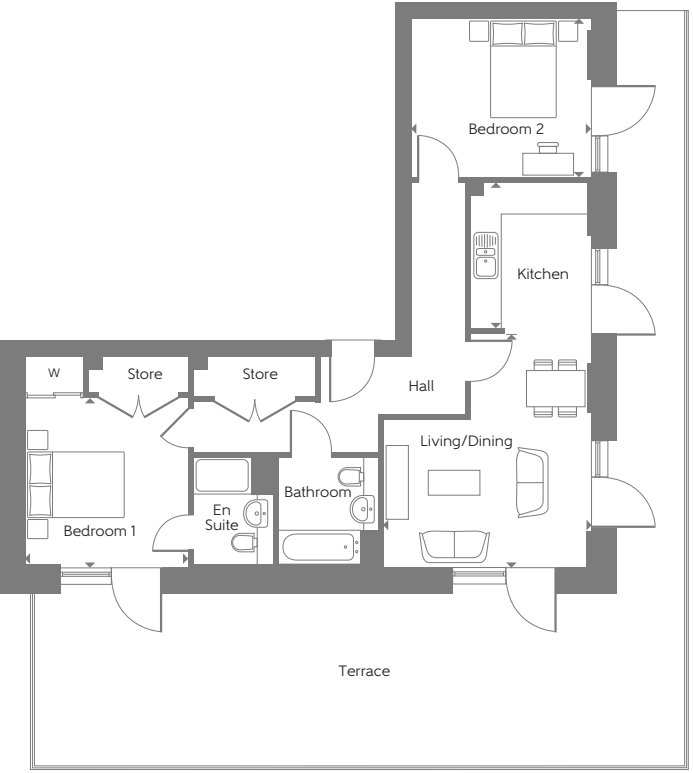 Bedroom 2
Kitchen
W
Store
Store
Hall
Living/Dining
Bathroom
En
Suite
Bedroom 1
Terrace